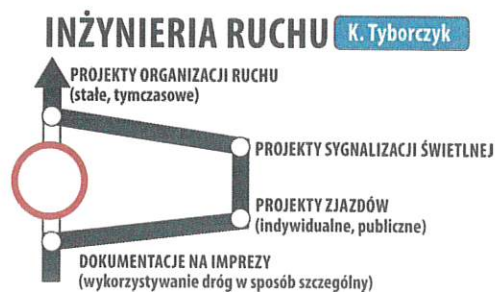 INŻYNIERIA RUCHU K. Tyborczyk
PROJEKTY ORGANIZACJI RUCHU
(stałe, tymczasowe)
PROJEKTY SYGNALIZACJI ŚWIETLNEJ
PROJEKTY ZJAZDÓW
(indywidualne, publiczne)
DOKUMENTACJE NA IMPREZY
(wykorzystywanie dróg w sposób szczególny)